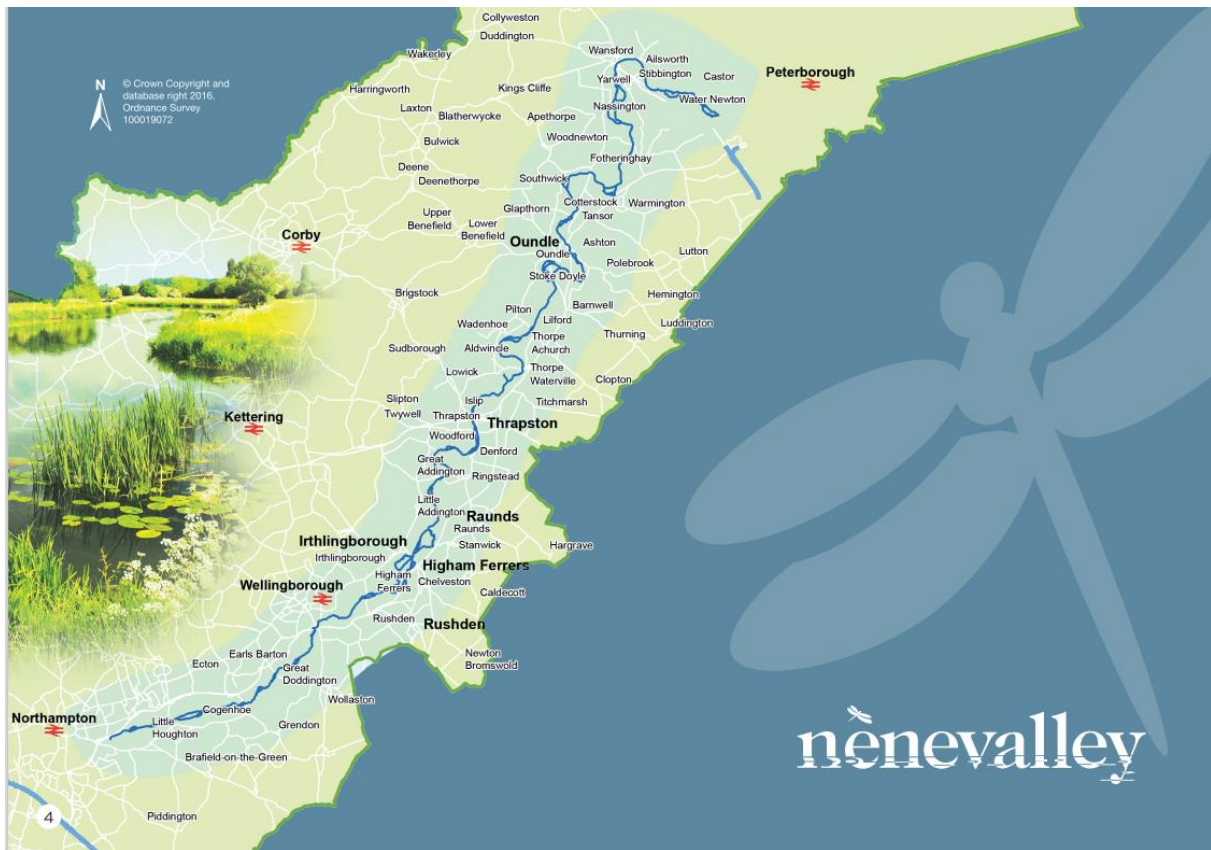 Collyweston
Duddington
Wakerley
Wansford
Ailsworth
Stibbington
Castor
Peterborough
Yarwell
Water Newton
N
© Crown Copyright and
database right 2016.
Ordnance Survey
100019072
Harringworth
Kings Cliffe
Nassington
Laxton
Blatherwycke
Apethorpe
Woodnewton
Bulwick
Fotheringhay
Deene
Deenethorpe
Southwick
Cotterstock
Tansor
Warmington
Glapthorn
Upper
Benefield
Lower
Benefield
Corby
Oundle
Oundle
Ashton
Lutton
Polebrook
Stoke Doyle
Brigstock
Hemington
Pilton
Barnwell
Lilford
Luddington
Wadenhoe
Thurning
Thorpe
Achurch
Sudborough
Aldwincle
Lowick
Thorpe
Waterville
Clopton
Slipton
Islip
Titchmarsh
Twywell
Thrapston
Thrapston
Kettering
Woodford
Denford
Great
Addington
Ringstead
Little
Addington
Raunds
Raunds
Irthlingborough
Irthlingborough
Stanwick
Hargrave
Higham Ferrers
Higham
Ferrers
Chelveston
Wellingborough
Caldecott
Rushden
Rushden
Newton
Bromswold
Earls Barton
Ecton
Great
Doddington
Wollaston
Cogenhoe
Northampton
Little
Houghton
Grendon
Brafield-on-the-Green
nenevalley
Piddington
4